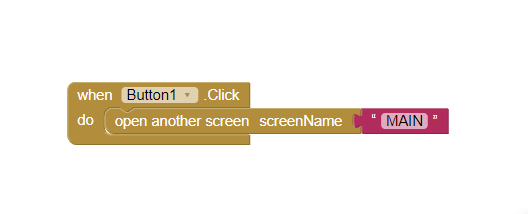 when Button1 .Click
do open another screen screenName “ MAIN ”